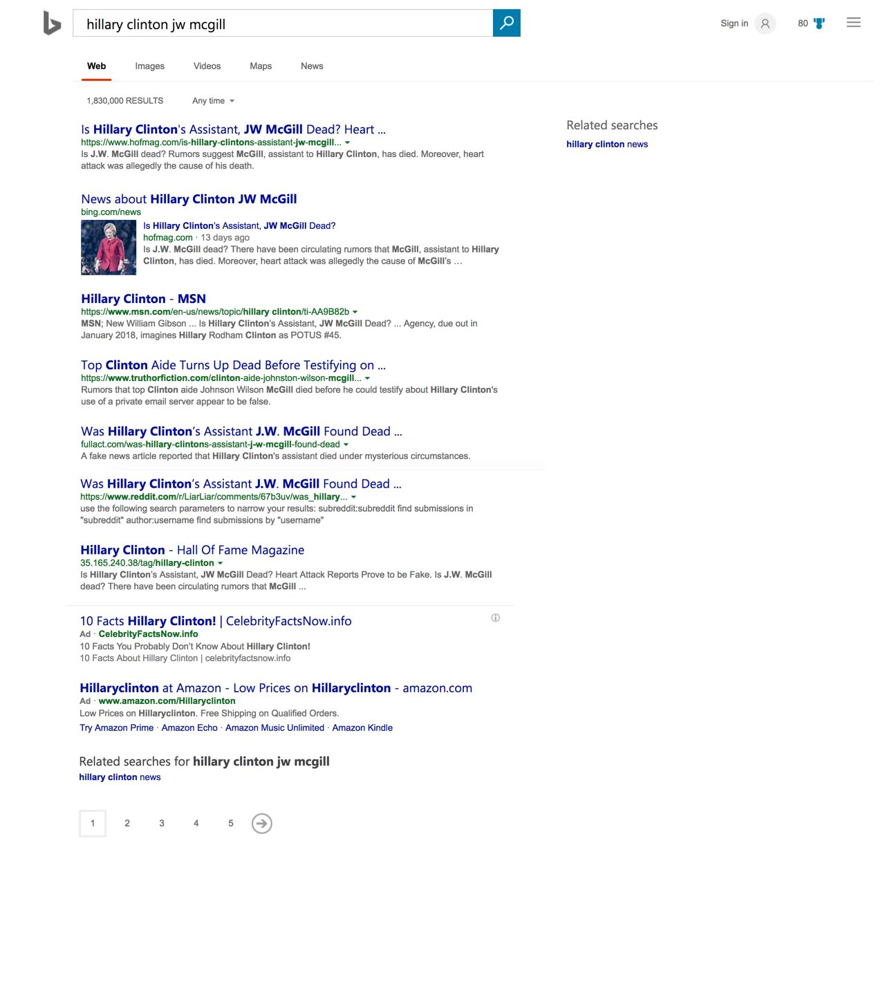 hillary clinton jw mcgill
Sign in
80
Web Images Videos Maps News
1,830,000 RESULTS Any time
Is Hillary Clinton's Assistant, JW McGill Dead? Heart ...
https://www.hofmag.com/is-hillary-clintons-assistant-jw-mcgill...
Is J.W. McGill dead? Rumors suggest McGill, assistant to Hillary Clinton, has died. Moreover, heart
attack was allegedly the cause of his death.
Related searches
hillary clinton news
News about Hillary Clinton JW McGill
bing.com/news
Is Hillary Clinton's Assistant, JW McGill Dead?
hofmag.com · 13 days ago
Is J.W. McGill dead? There have been circulating rumors that McGill, assistant to Hillary
Clinton, has died. Moreover, heart attack was allegedly the cause of McGill's …
Hillary Clinton - MSN
https://www.msn.com/en-us/news/topic/hillary clinton/ti-AA9B82b
MSN; New William Gibson ... Is Hillary Clinton's Assistant, JW McGill Dead? ... Agency, due out in
January 2018, imagines Hillary Rodham Clinton as POTUS #45.
Top Clinton Aide Turns Up Dead Before Testifying on ...
https://www.truthorfiction.com/clinton-aide-johnston-wilson-mcgill...
Rumors that top Clinton aide Johnson Wilson McGill died before he could testify about Hillary Clinton's
use of a private email server appear to be false.
Was Hillary Clinton's Assistant J.W. McGill Found Dead ...
fullact.com/was-hillary-clintons-assistant-j-w-mcgill-found-dead
A fake news article reported that Hillary Clinton's assistant died under mysterious circumstances.
Was Hillary Clinton's Assistant J.W. McGill Found Dead ...
https://www.reddit.com/r/LiarLiar/comments/67b3uv/was_hillary...
use the following search parameters to narrow your results: subreddit:subreddit find submissions in
"subreddit" author:username find submissions by "username"
Hillary Clinton - Hall Of Fame Magazine
35.165.240.38/tag/hillary-clinton
Is Hillary Clinton's Assistant, JW McGill Dead? Heart Attack Reports Prove to be Fake. Is J.W. McGill
dead? There have been circulating rumors that McGill ...
10 Facts Hillary Clinton! | CelebrityFactsNow.info
Ad · CelebrityFactsNow.info
10 Facts You Probably Don't Know About Hillary Clinton!
10 Facts About Hillary Clinton | celebrityfactsnow.info
Hillaryclinton at Amazon - Low Prices on Hillaryclinton - amazon.com
Ad · www.amazon.com/Hillaryclinton
Low Prices on Hillaryclinton. Free Shipping on Qualified Orders.
Try Amazon Prime · Amazon Echo · Amazon Music Unlimited · Amazon Kindle
Related searches for hillary clinton jw mcgill
hillary clinton news
1 2 3 4 5